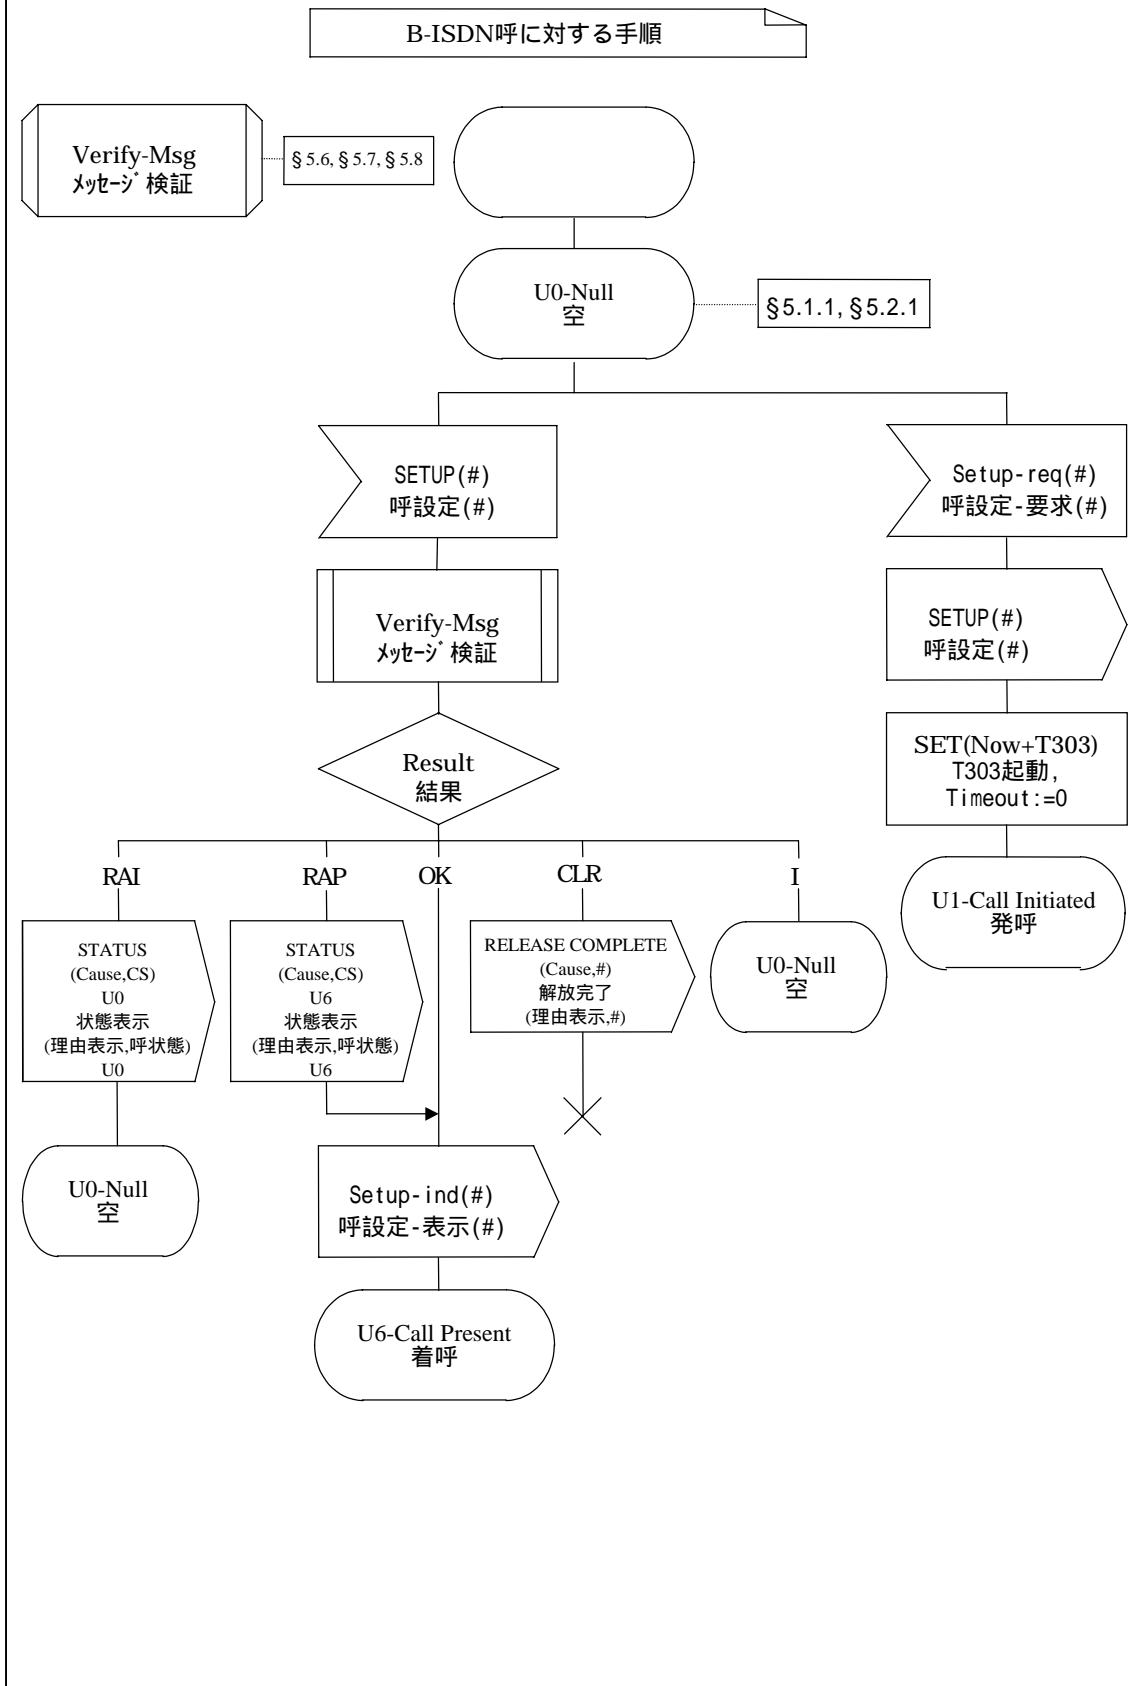 B-ISDN呼に対する手順
Verify-Msg
ﾒｯｾｰｼﾞ検証
§5.6, §5.7, §5.8
U0-Null
空
§5.1.1, §5.2.1
SETUP(#)
呼設定(#)
Setup-req(#)
呼設定-要求(#)
Verify-Msg
ﾒｯｾｰｼﾞ検証
SETUP(#)
呼設定(#)
Result
結果
SET(Now+T303)
T303起動,
Timeout:=0
RAI
RAP
OK
CLR
I
U1-Call Initiated
発呼
STATUS
(Cause,CS)
U0
状態表示
(理由表示,呼状態)
U0
STATUS
(Cause,CS)
U6
状態表示
(理由表示,呼状態)
U6
RELEASE COMPLETE
(Cause,#)
解放完了
(理由表示,#)
U0-Null
空
U0-Null
空
Setup-ind(#)
呼設定-表示(#)
U6-Call Present
着呼